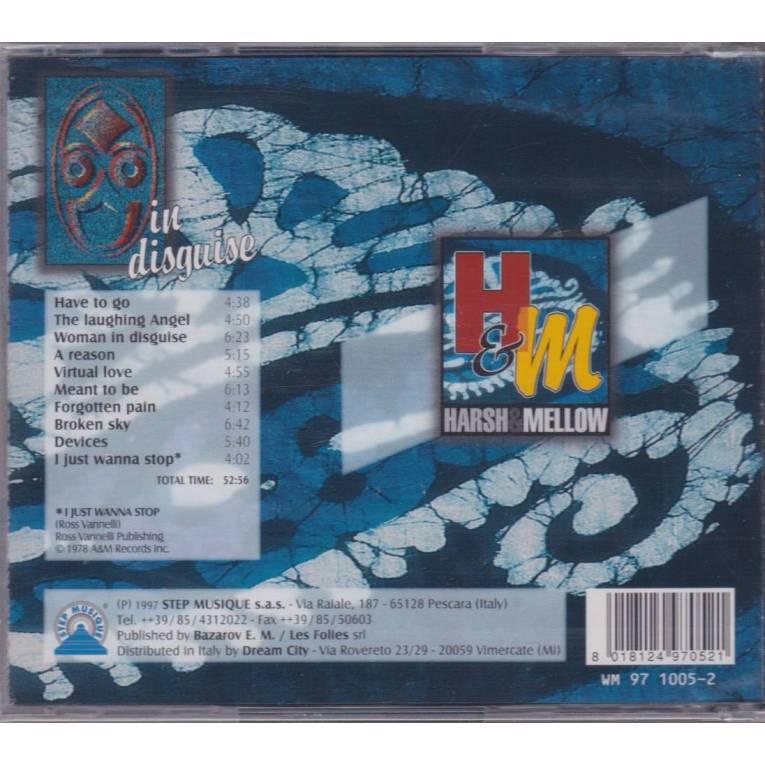 in
disguise
Have to go 4:38
The laughing Angel 4:50
Woman in disguise 6:23
A reason 5:15
Virtual love 4:55
Meant to be 6:13
Forgotten pain 4:12
Broken sky 6:42
Devices 5:40
I just wanna stop* 4:02
TOTAL TIME: 52:56
* I JUST WANNA STOP
(Ross Vannelli)
Ross Vannelli Publishing
© 1978 A&M Records Inc.
H&M
HARSH&MELLOW
STEP MUSIQUE
(P) 1997 STEP MUSIQUE s.a.s. - Via Raiale, 187 - 65128 Pescara (Italy)
Tel. ++39/85/4312022 - Fax ++39/85/50603
Published by Bazarov E. M. / Les Folies srl
Distributed in Italy by Dream City - Via Rovereto 23/29 - 20059 Vimercate (MI)
8 018124 970521
WM 97 1005-2